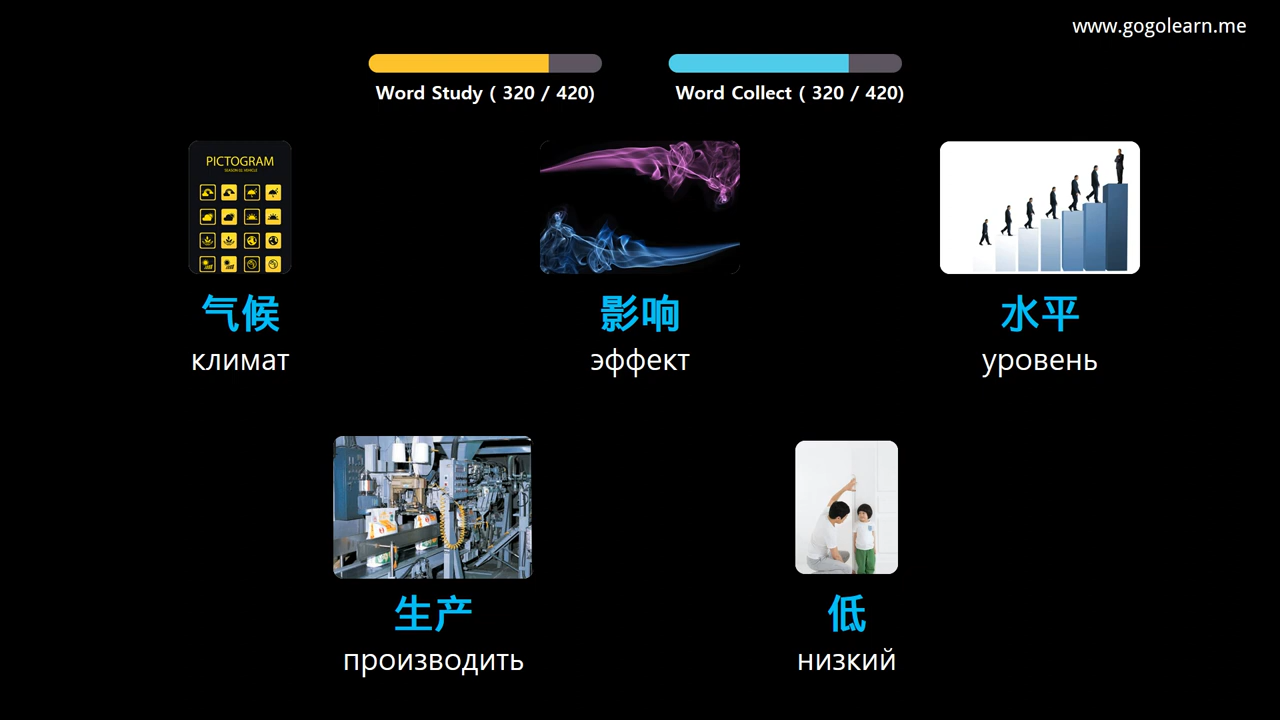 www.gogolearn.me
Word Study ( 320 / 420)
Word Collect ( 320 / 420)
PICTOGRAM
气候
климат
影响
эффект
水平
уровень
生产
производить
低
низкий